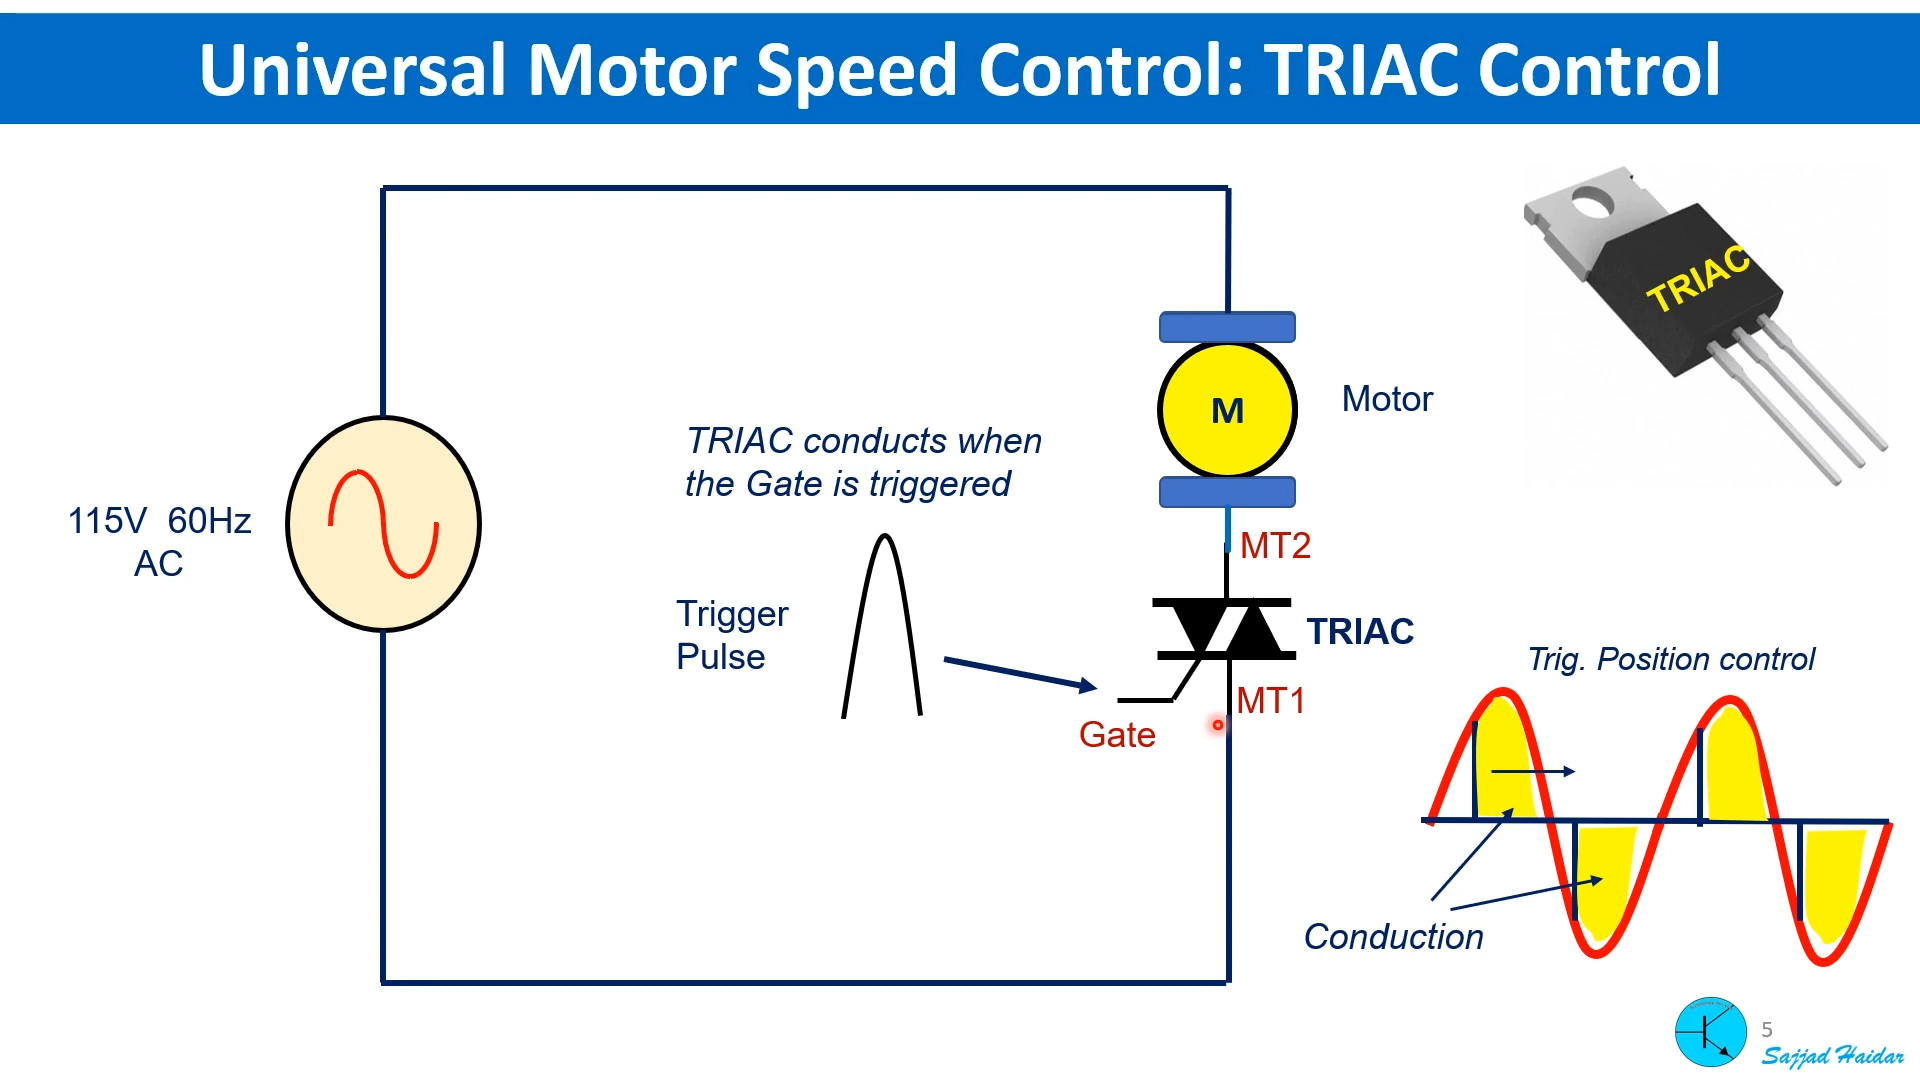 Universal Motor Speed Control: TRIAC Control
TRIAC
Motor
M
TRIAC conducts when
the Gate is triggered
115V 60Hz
AC
MT2
Trigger
Pulse
TRIAC
Trig. Position control
MT1
Gate
Conduction
5
Sajjad Haidar